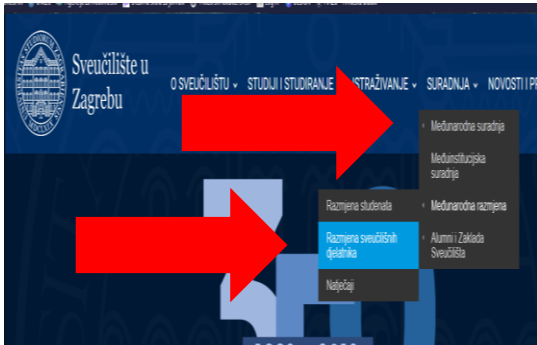 Sveučilište u
Zagrebu
O SVEUČILIŠTU
STUDIJI I STUDIRANJE
ISTRAŽIVANJE
SURADNJA
NOVOSTI I PR
Međunarodna suradnja
Međuinstitucijska
suradnja
Međunarodna razmjena
Alumni i Zaklada
Sveučilišta
Razmjena studenata
Razmjena sveučilišnih
djelatnika
Natječaji